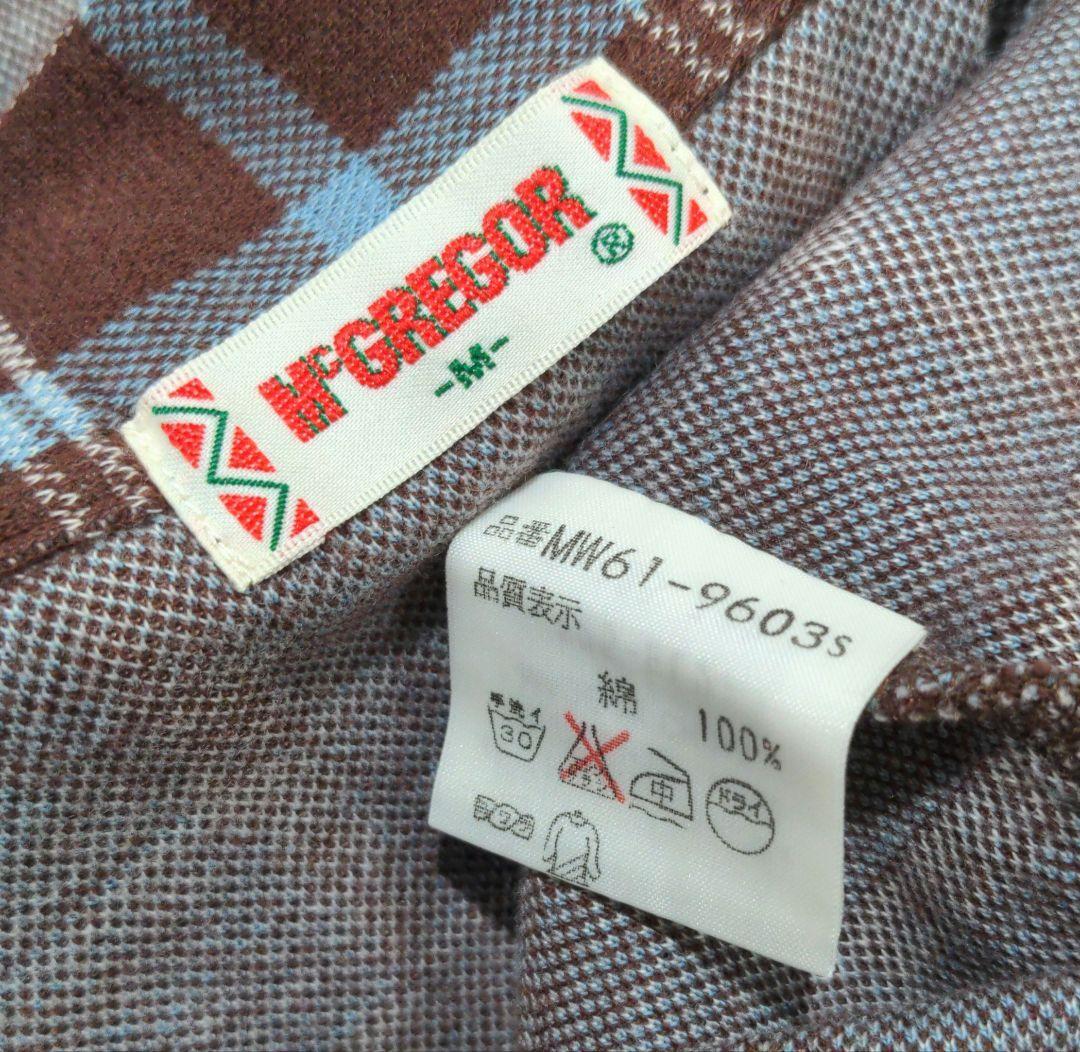 McGREGOR®
-M-
品番MW61-9603s
品質表示
綿 100%
手洗イ
30
中
ドライ